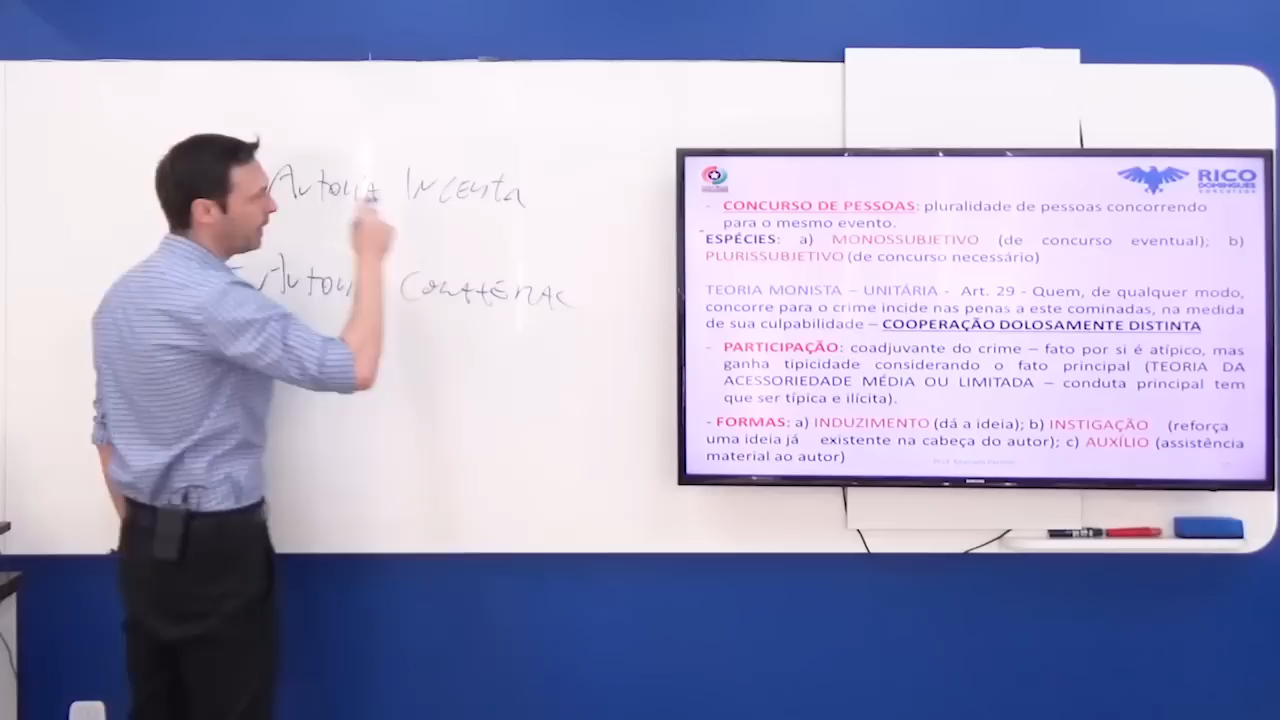 Autoria Incerta
Autoria Colateral
RICO
DOMINGUES
CONCURSOS
- CONCURSO DE PESSOAS: pluralidade de pessoas concorrendo
para o mesmo evento.
- ESPÉCIES: a) MONOSSUBJETIVO (de concurso eventual); b)
PLURISSUBJETIVO (de concurso necessário)
TEORIA MONISTA – UNITÁRIA - Art. 29 - Quem, de qualquer modo,
concorre para o crime incide nas penas a este cominadas, na medida
de sua culpabilidade – COOPERAÇÃO DOLOSAMENTE DISTINTA
- PARTICIPAÇÃO: coadjuvante do crime – fato por si é atípico, mas
ganha tipicidade considerando o fato principal (TEORIA DA
ACESSORIEDADE MÉDIA OU LIMITADA – conduta principal tem
que ser típica e ilícita).
- FORMAS: a) INDUZIMENTO (dá a ideia); b) INSTIGAÇÃO (reforça
uma ideia já existente na cabeça do autor); c) AUXÍLIO (assistência
material ao autor)
SAMSUNG